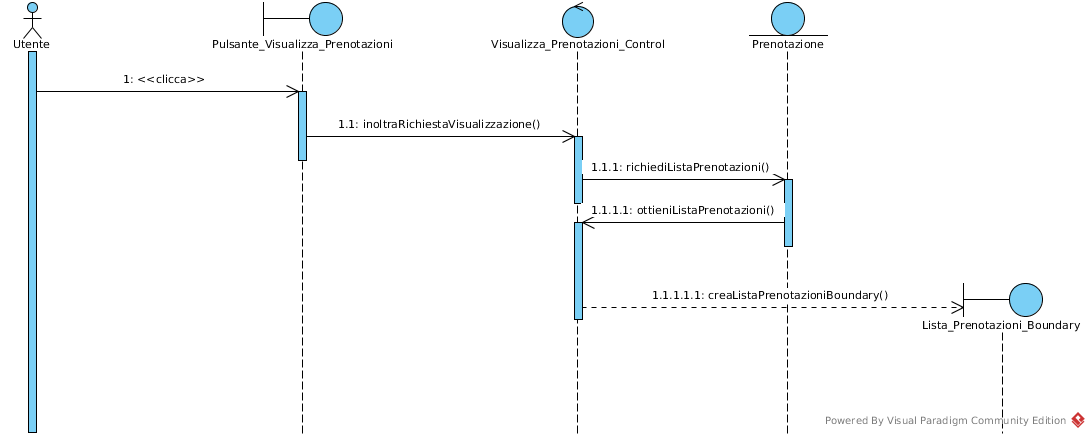 Utente
Pulsante_Visualizza_Prenotazioni
Visualizza_Prenotazioni_Control
Prenotazione
1: <<clicca>>
1.1: inoltraRichiestaVisualizzazione()
1.1.1: richiediListaPrenotazioni()
1.1.1.1: ottieniListaPrenotazioni()
1.1.1.1.1: creaListaPrenotazioniBoundary()
Lista_Prenotazioni_Boundary
Powered By Visual Paradigm Community Edition